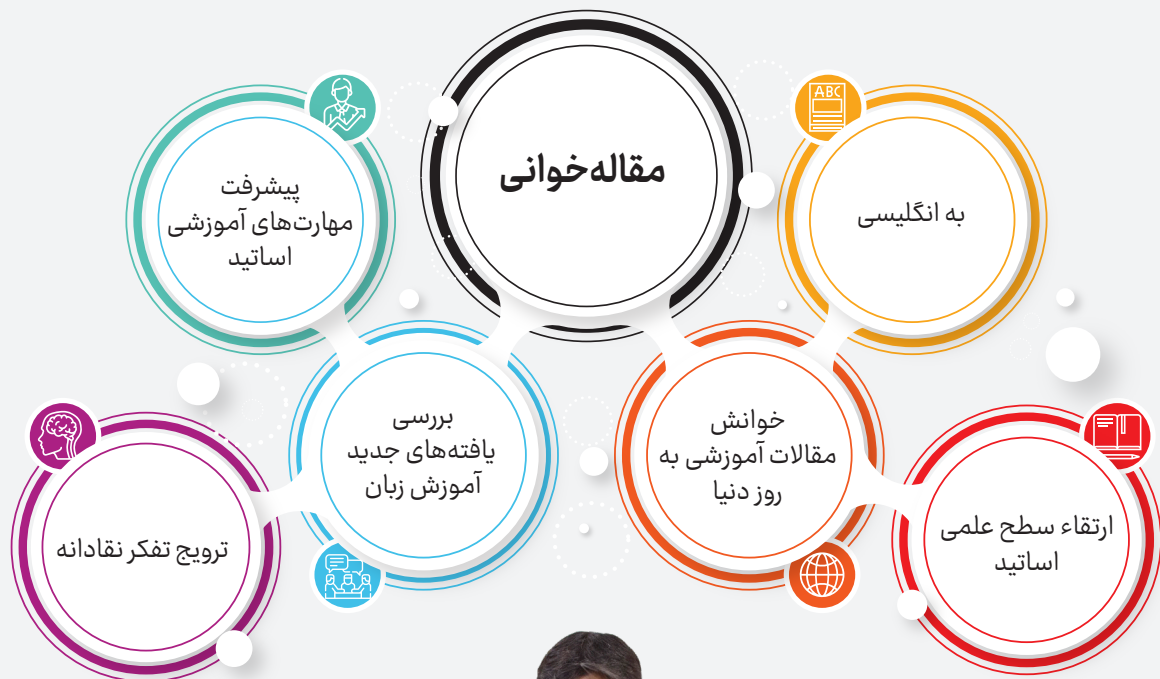 مقاله‌خوانی
به انگلیسی
خوانش
مقالات آموزشی به
روز دنیا
ارتقاء سطح علمی
اساتید
پیشرفت
مهارت‌های آموزشی
اساتید
بررسی
یافته‌های جدید
آموزش زبان
ترویج تفکر نقادانه
ABC